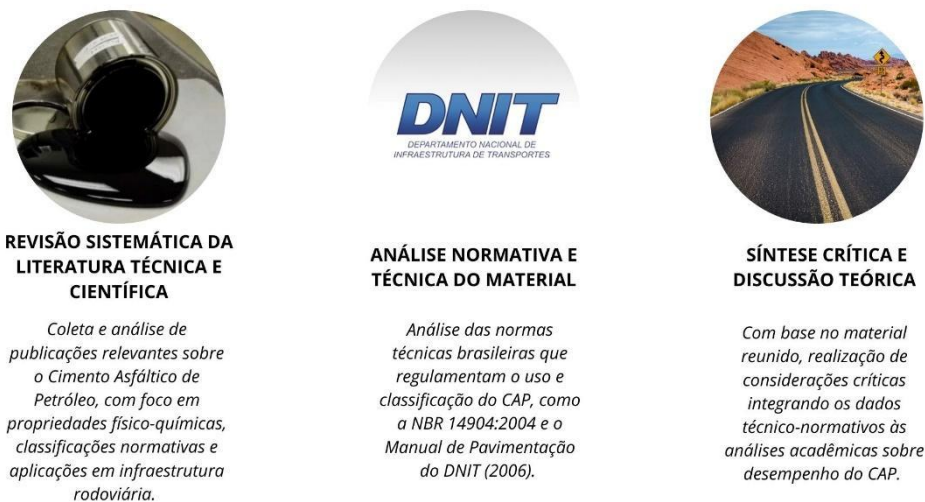 REVISÃO SISTEMÁTICA DA
LITERATURA TÉCNICA E
CIENTÍFICA
Coleta e análise de
publicações relevantes sobre
o Cimento Asfáltico de
Petróleo, com foco em
propriedades físico-químicas,
classificações normativas e
aplicações em infraestrutura
rodoviária.
DNIT
DEPARTAMENTO NACIONAL DE
INFRAESTRUTURA DE TRANSPORTES
ANÁLISE NORMATIVA E
TÉCNICA DO MATERIAL
Análise das normas
técnicas brasileiras que
regulamentam o uso e
classificação do CAP, como
a NBR 14904:2004 e o
Manual de Pavimentação
do DNIT (2006).
SÍNTESE CRÍTICA E
DISCUSSÃO TEÓRICA
Com base no material
reunido, realização de
considerações críticas
integrando os dados
técnico-normativos às
análises acadêmicas sobre
desempenho do CAP.